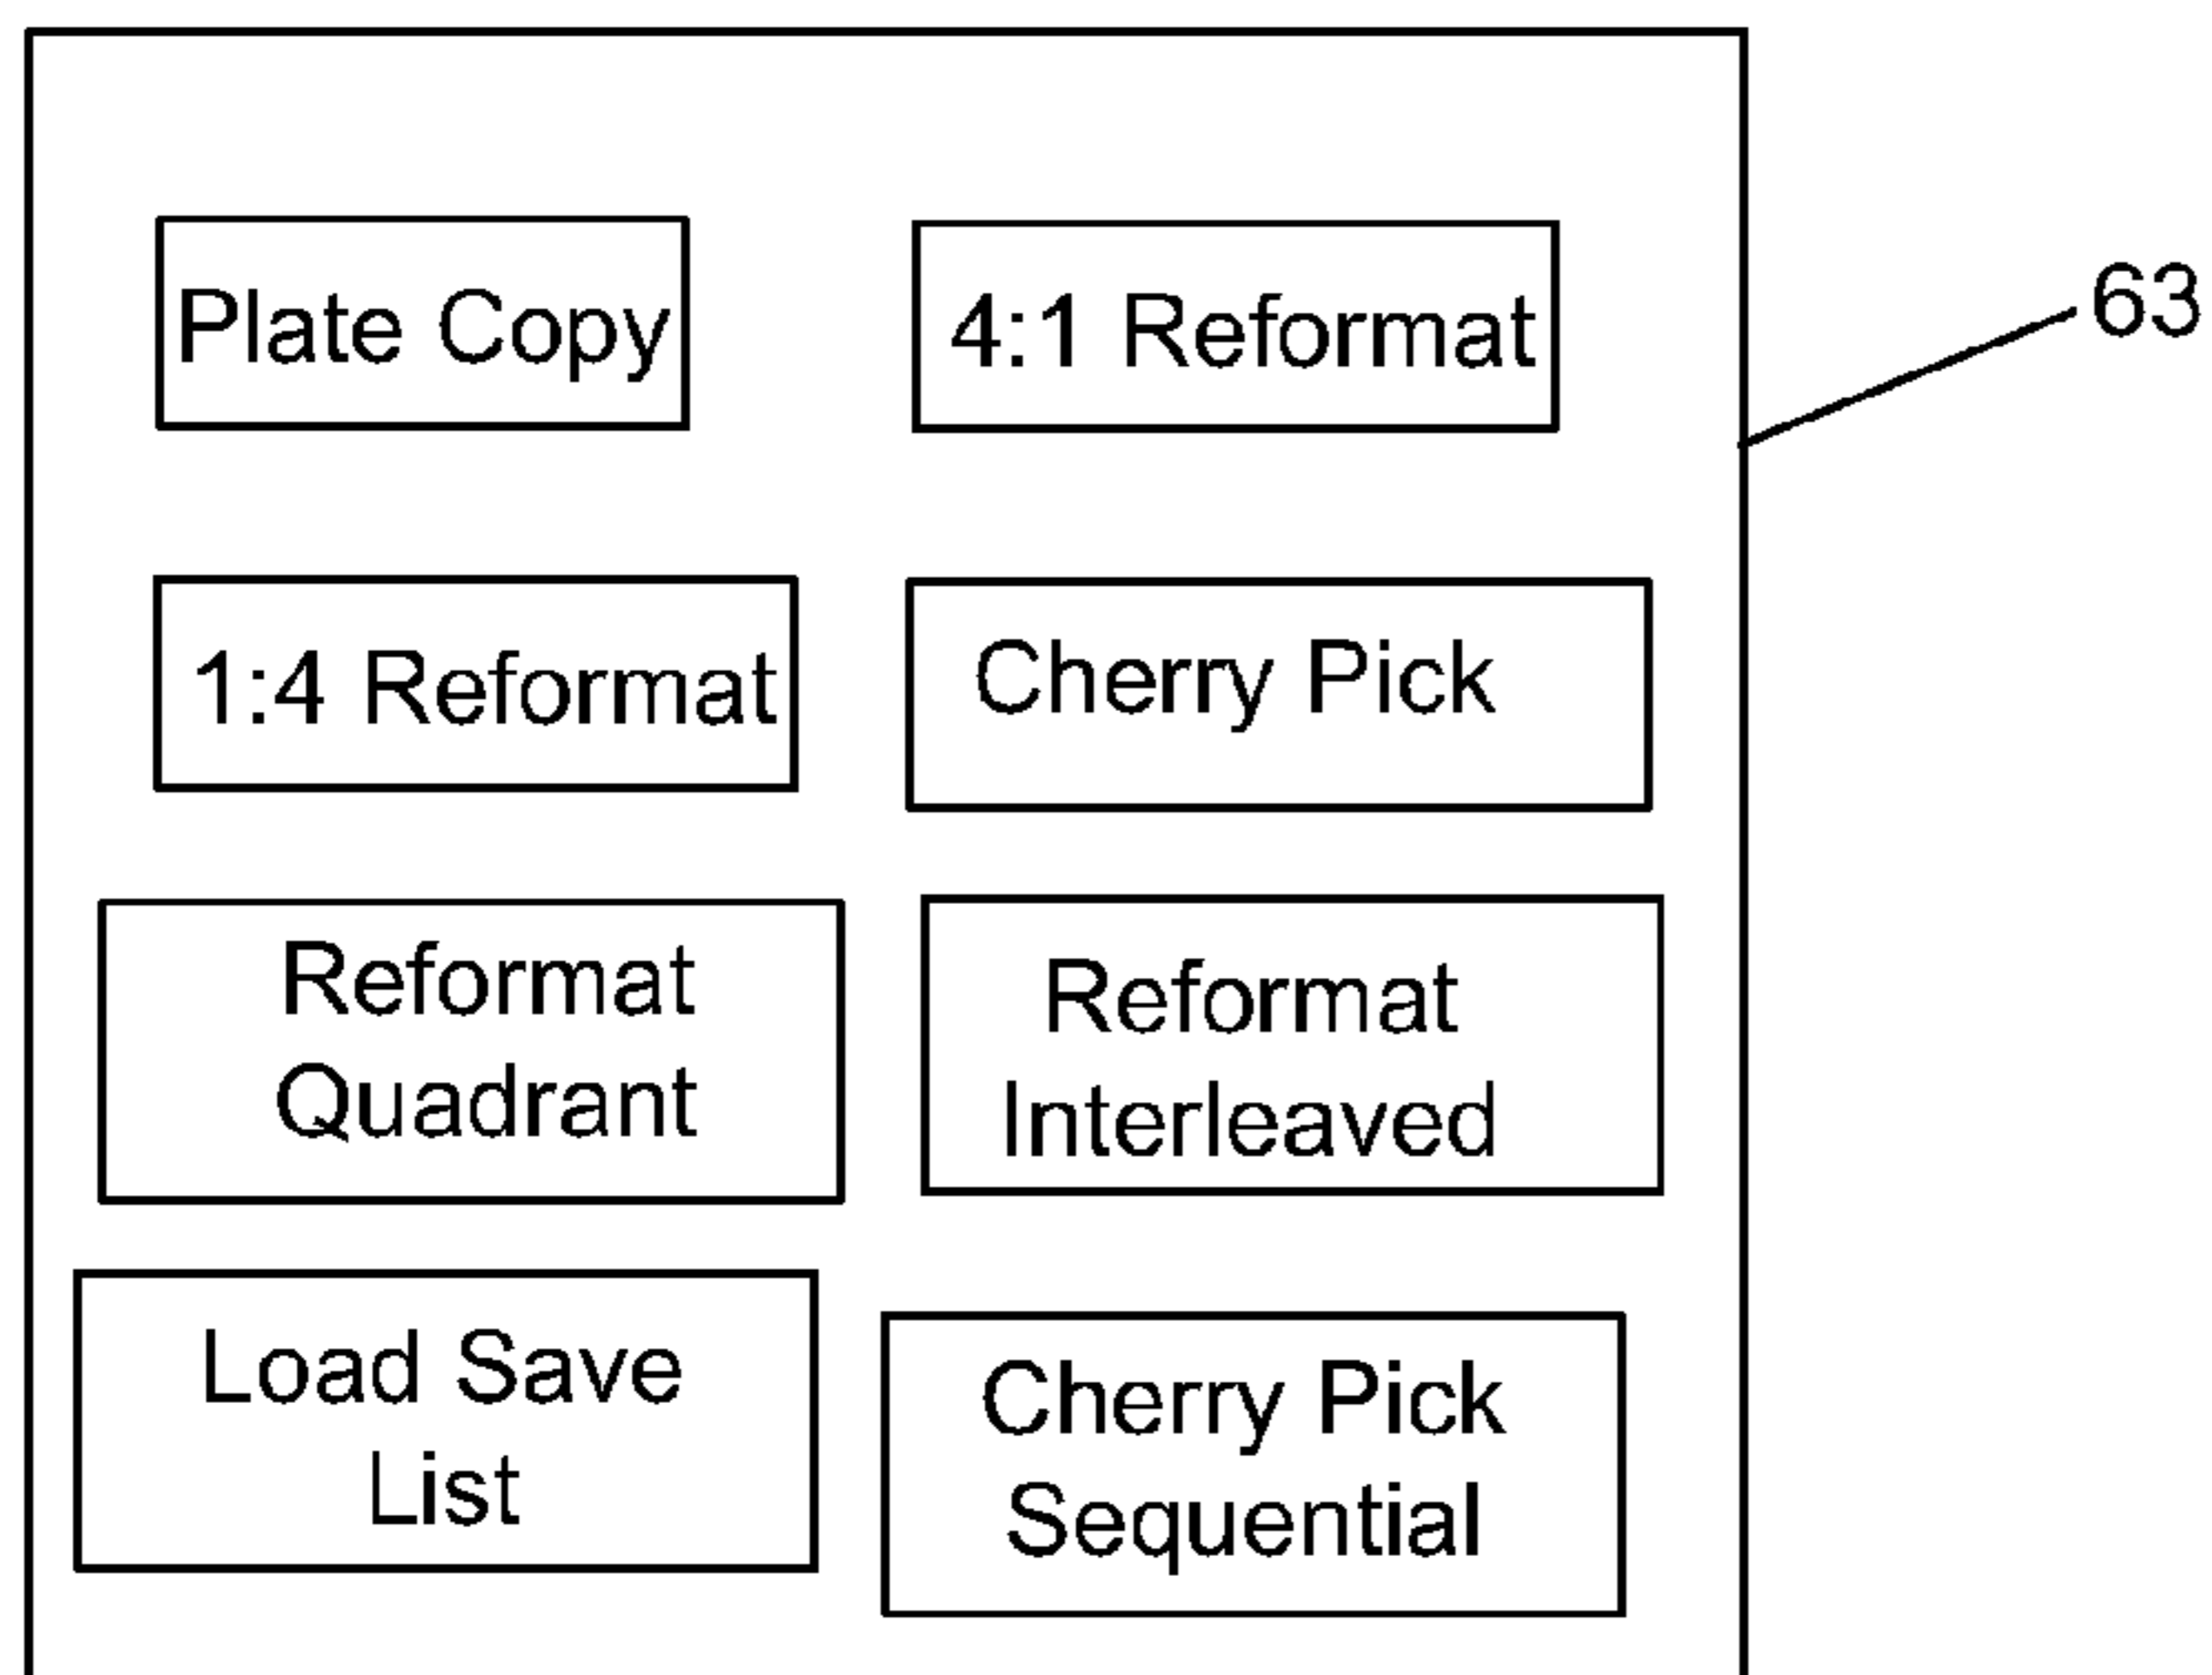 Plate Copy
4:1 Reformat
63
1:4 Reformat
Cherry Pick
Reformat
Quadrant
Reformat
Interleaved
Load Save
List
Cherry Pick
Sequential